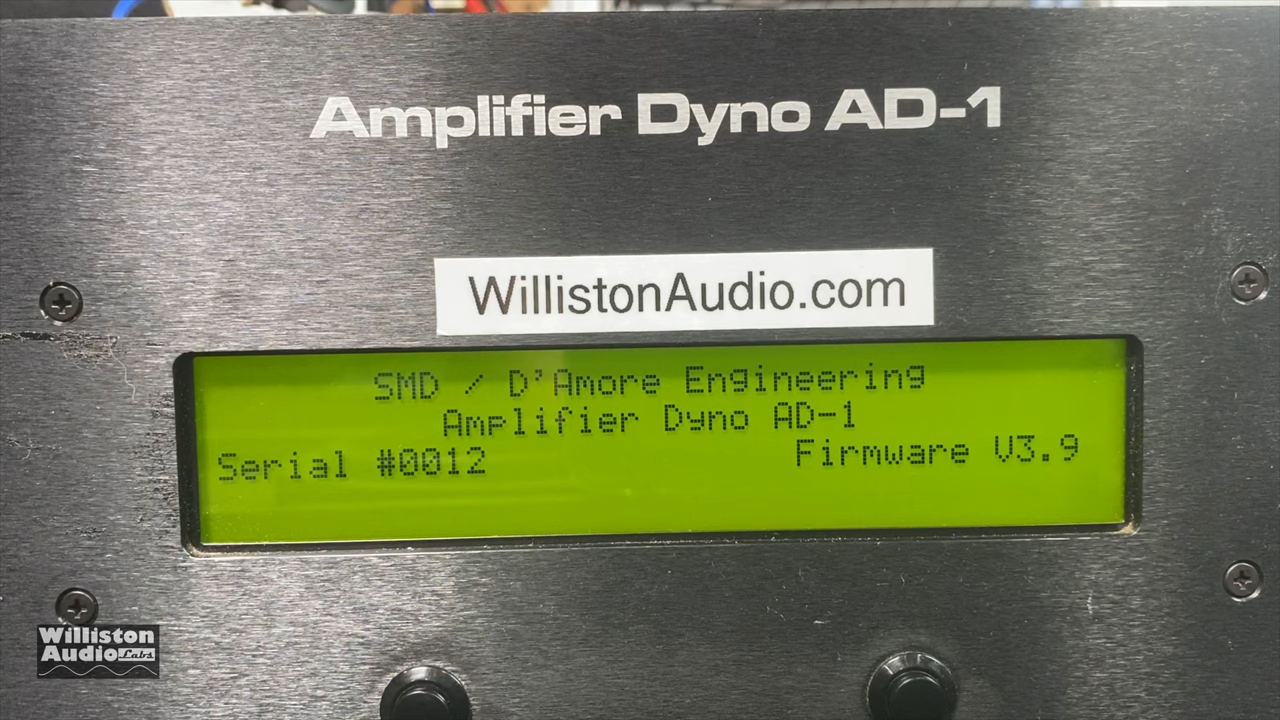 Amplifier Dyno AD-1
WillistonAudio.com
SMD / D'Amore Engineering
Amplifier Dyno AD-1
Serial #0012 Firmware V3.9
Williston
Audio Labs